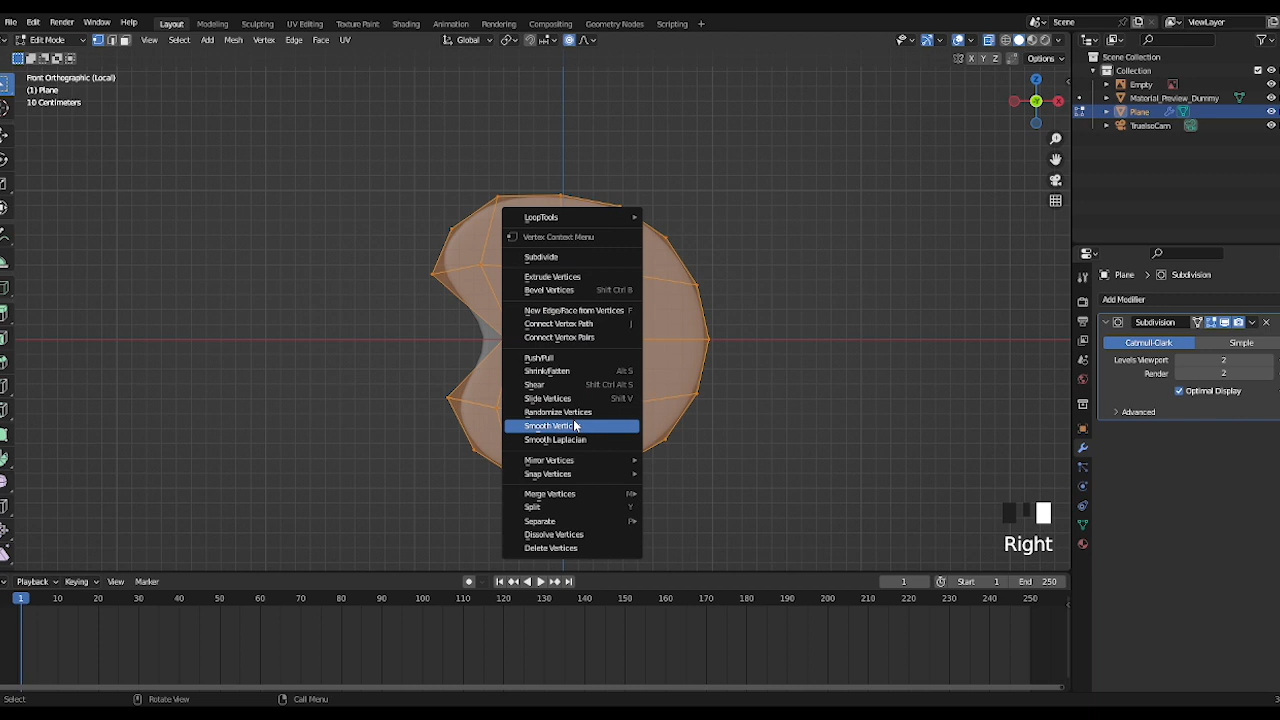 File Edit Render Window Help Layout Modeling Sculpting UV Editing Texture Paint Shading Animation Rendering Compositing Geometry Nodes Scripting + Scene ViewLayer
Edit Mode View Select Add Mesh Vertex Edge Face UV Global
X Y Z Options
Front Orthographic (Local)
(1) Plane
10 Centimeters
Z
Y
X
Scene Collection
Collection
Empty
Material_Preview_Dummy
Plane
TrueIsoCam
LoopTools
Vertex Context Menu
Subdivide
Extrude Vertices
Bevel Vertices Shift Ctrl B
New Edge/Face from Vertices F
Connect Vertex Path J
Connect Vertex Pairs
Push/Pull
Shrink/Fatten Alt S
Shear Shift Ctrl Alt S
Slide Vertices Shift V
Randomize Vertices
Smooth Vertic
Smooth Laplacian
Mirror Vertices
Snap Vertices
Merge Vertices M
Split Y
Separate P
Dissolve Vertices
Delete Vertices
Plane > Subdivision
Add Modifier
Subdivision
Catmull-Clark Simple
Levels Viewport 2
Render 2
Optimal Display
Advanced
Right
Playback Keying View Marker 1 Start 1 End 250
1 10 20 30 40 50 60 70 80 90 100 110 120 130 140 150 160 170 180 190 200 210 220 230 240 250
Select Rotate View Call Menu 3